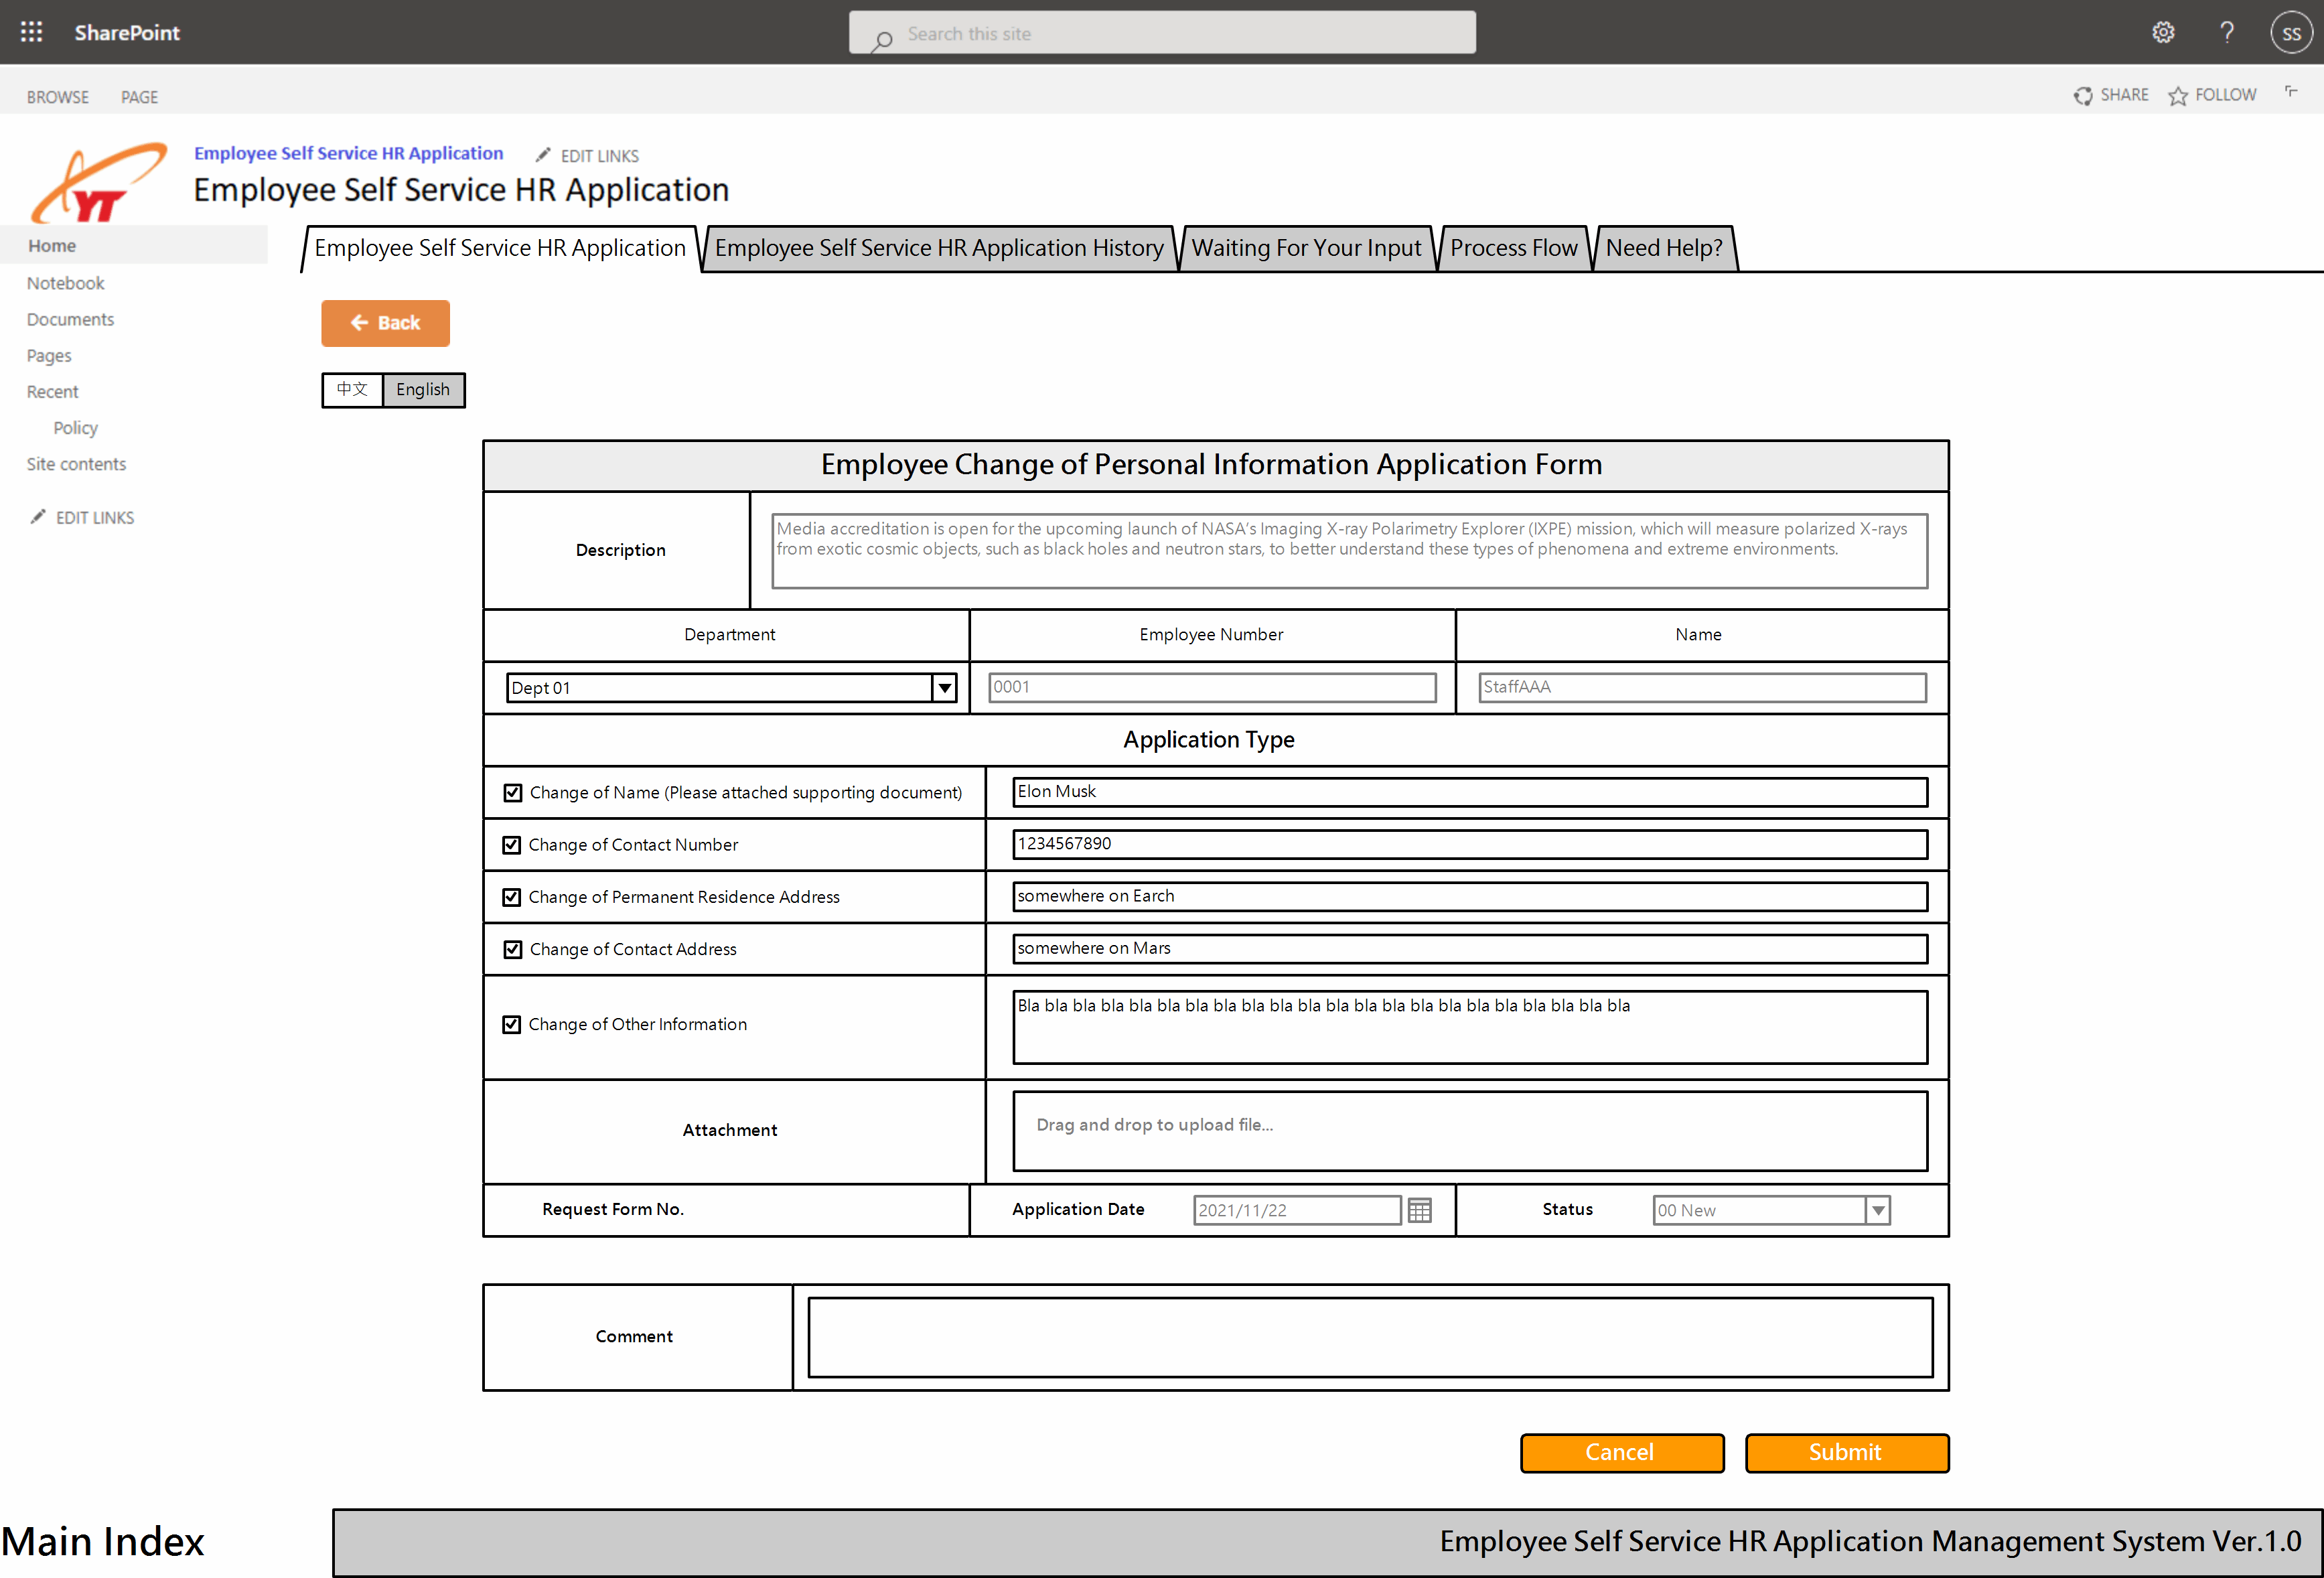 SharePoint
Search this site
SS
BROWSE PAGE
SHARE FOLLOW
YT
Employee Self Service HR Application EDIT LINKS
Employee Self Service HR Application
Home
Notebook
Documents
Pages
Recent
Policy
Site contents
EDIT LINKS
Employee Self Service HR Application Employee Self Service HR Application History Waiting For Your Input Process Flow Need Help?
Back
中文 English
Employee Change of Personal Information Application Form
Description
Media accreditation is open for the upcoming launch of NASA's Imaging X-ray Polarimetry Explorer (IXPE) mission, which will measure polarized X-rays
from exotic cosmic objects, such as black holes and neutron stars, to better understand these types of phenomena and extreme environments.
Department Employee Number Name
Dept 01 0001 StaffAAA
Application Type
Change of Name (Please attached supporting document) Elon Musk
Change of Contact Number 1234567890
Change of Permanent Residence Address somewhere on Earch
Change of Contact Address somewhere on Mars
Change of Other Information Bla bla bla bla bla bla bla bla bla bla bla bla bla bla bla bla bla bla bla bla bla bla
Attachment Drag and drop to upload file...
Request Form No. Application Date 2021/11/22 Status 00 New
Comment
Cancel Submit
Main Index Employee Self Service HR Application Management System Ver.1.0